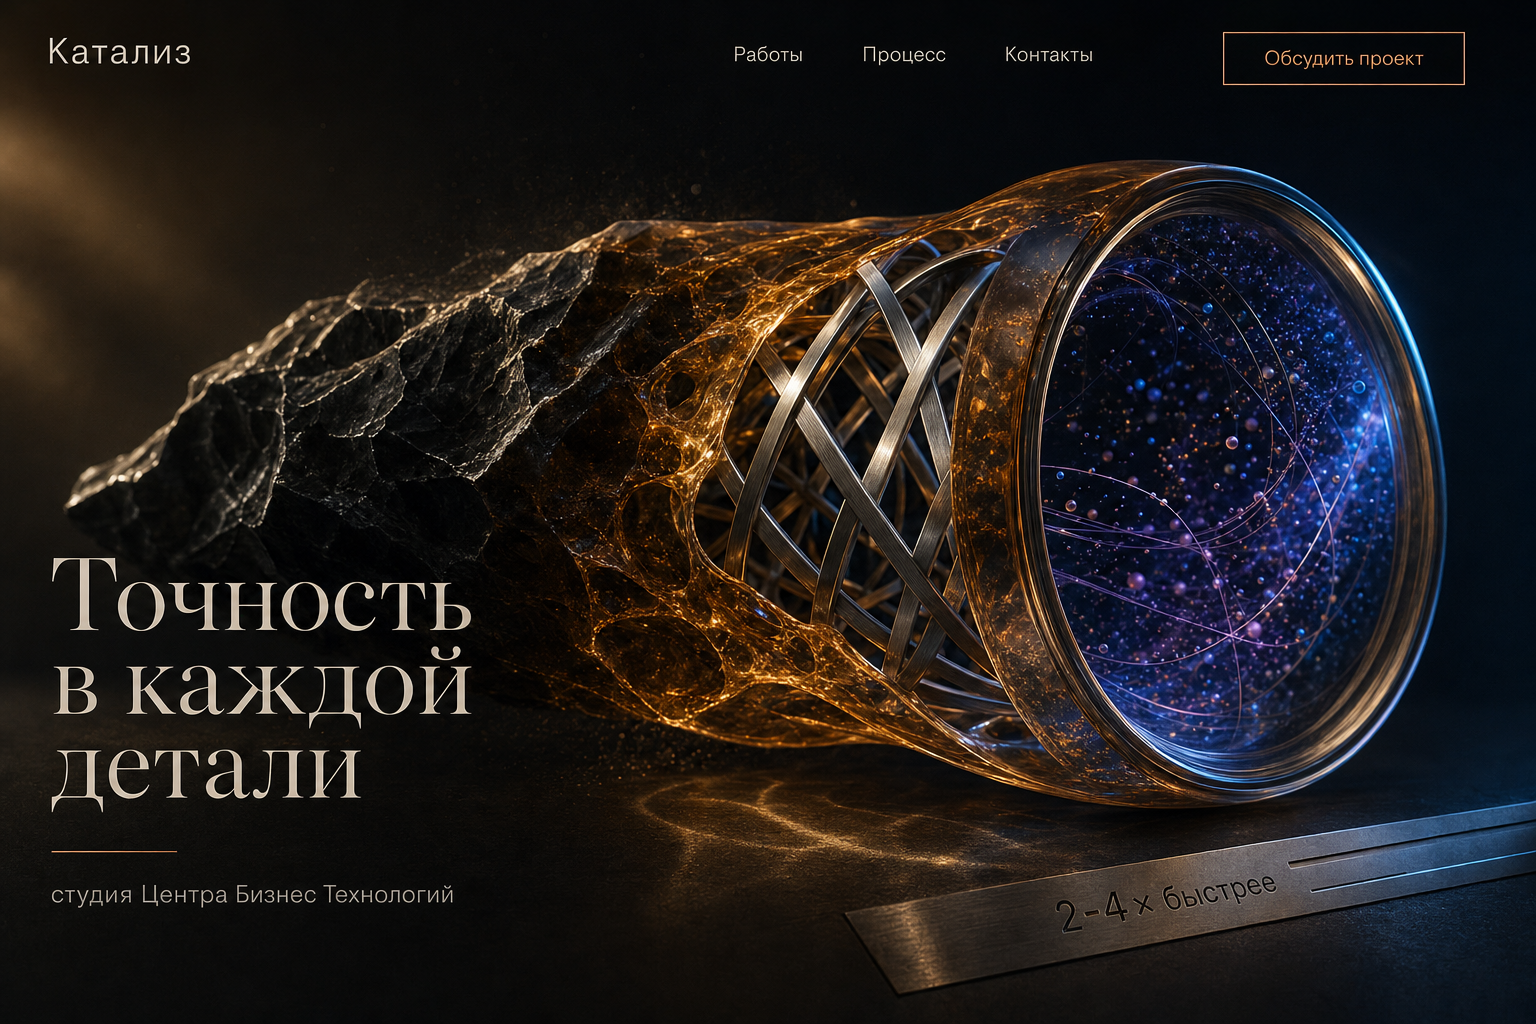 Катализ
Работы
Процесс
Контакты
Обсудить проект
Точность
в каждой
детали
студия Центра Бизнес Технологий
2-4× быстрее